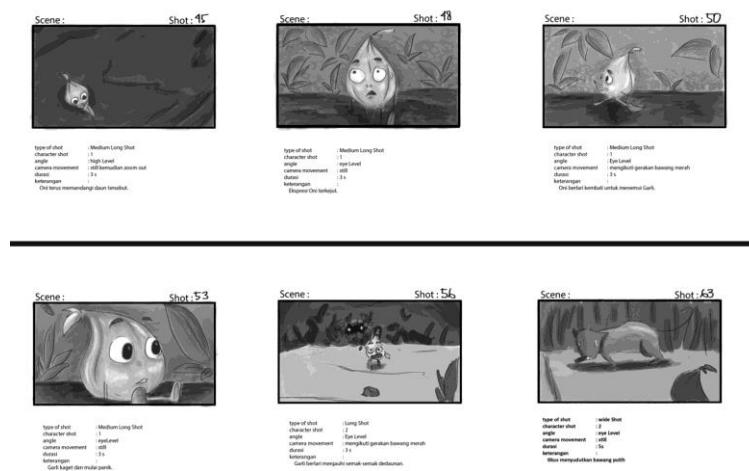 Scene : Shot : 45
type of shot : Medium Long Shot
character shot : 1
angle : high Level
camera movement : still kemudian zoom out
durasi : 3 s
keterangan :
Oni terus memandangi daun tersebut.
Scene : Shot : 48
type of shot : Medium Long Shot
character shot : 1
angle : eye Level
camera movement : still
durasi : 3 s
keterangan :
Ekspresi Oni terkejut.
Scene : Shot : 50
type of shot : Medium Long Shot
character shot : 1
angle : Eye Level
camera movement : mengikuti gerakan bawang merah
durasi : 3 s
keterangan :
Oni berlari kembali untuk menemui Garli.
Scene : Shot : 53
type of shot : Medium Long Shot
character shot : 1
angle : eyeLevel
camera movement : still
durasi : 3 s
keterangan :
Garli kaget dan mulai panik.
Scene : Shot : 56
type of shot : Long Shot
character shot : 2
angle : Eye Level
camera movement : mengikuti gerakan bawang merah
durasi : 3 s
keterangan :
Garli berlari menjauhi semak-semak dedaunan.
Scene : Shot : 63
type of shot : wide Shot
character shot : 2
angle : eye Level
camera movement : still
durasi : 5s
keterangan :
tikus menyudutkan bawang putih